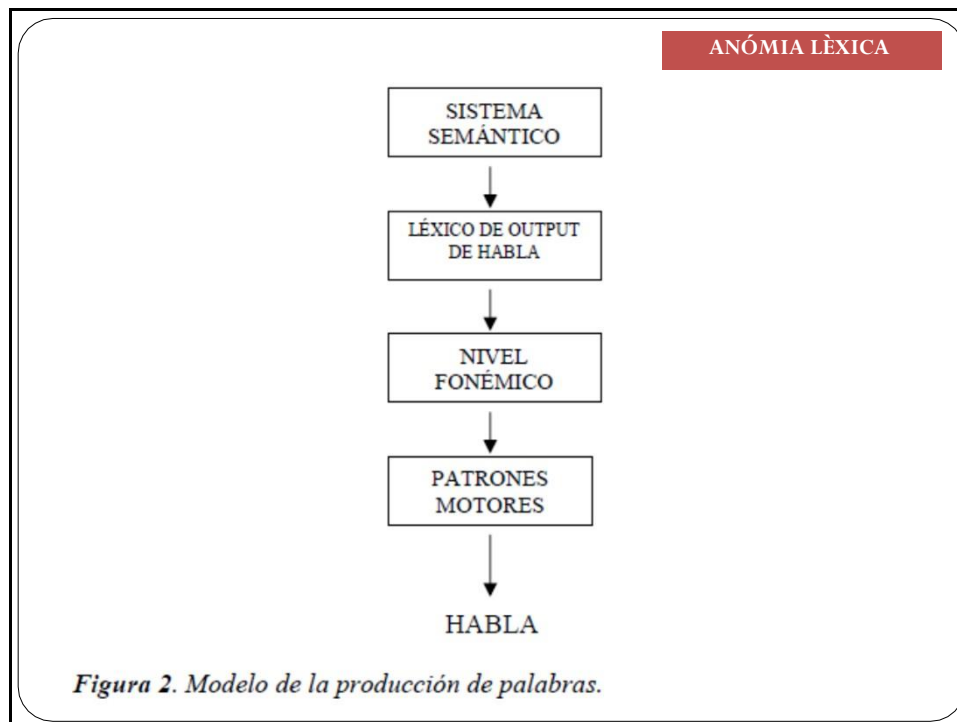 ANÓMIA LÈXICA
SISTEMA
SEMÁNTICO
LÉXICO DE OUTPUT
DE HABLA
NIVEL
FONÉMICO
PATRONES
MOTORES
HABLA
Figura 2. Modelo de la producción de palabras.